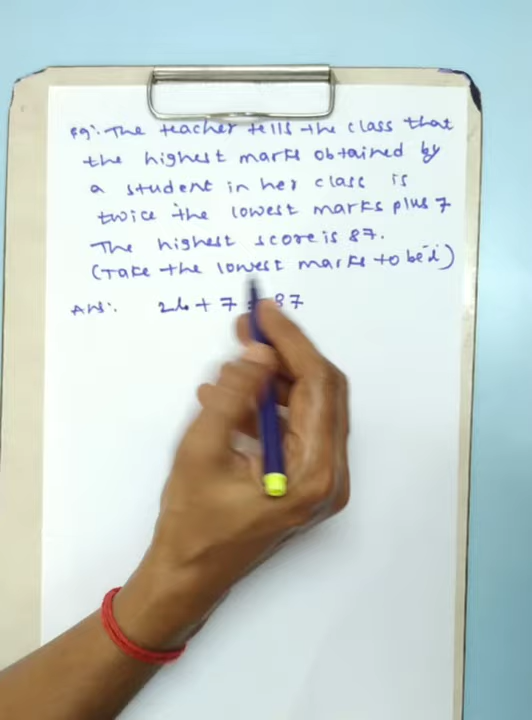 eg:. The teacher tells the class that
the highest marks obtained by
a student in her class is
twice the lowest marks plus 7
The highest score is 87.
(Take the lowest marks to be 'l')
Ans:. 2l + 7 = 87